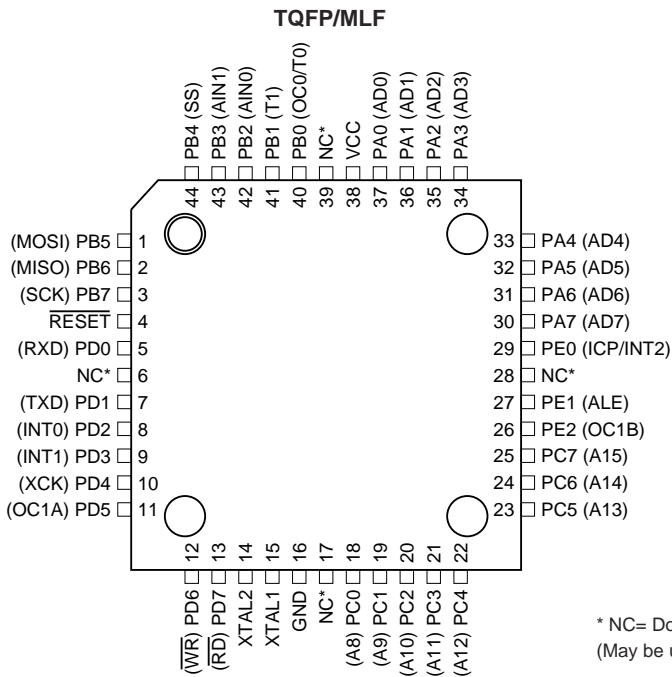 TQFP/MLF
PB4 (SS)
PB3 (AIN1)
PB2 (AIN0)
PB1 (T1)
PB0 (OC0/T0)
NC*
VCC
PA0 (AD0)
PA1 (AD1)
PA2 (AD2)
PA3 (AD3)
44 43 42 41 40 39 38 37 36 35 34
(MOSI) PB5 1
(MISO) PB6 2
(SCK) PB7 3
RESET 4
(RXD) PD0 5
NC* 6
(TXD) PD1 7
(INT0) PD2 8
(INT1) PD3 9
(XCK) PD4 10
(OC1A) PD5 11
33 PA4 (AD4)
32 PA5 (AD5)
31 PA6 (AD6)
30 PA7 (AD7)
29 PE0 (ICP/INT2)
28 NC*
27 PE1 (ALE)
26 PE2 (OC1B)
25 PC7 (A15)
24 PC6 (A14)
23 PC5 (A13)
12 13 14 15 16 17 18 19 20 21 22
(WR) PD6
(RD) PD7
XTAL2
XTAL1
GND
NC*
(A8) PC0
(A9) PC1
(A10) PC2
(A11) PC3
(A12) PC4
* NC= Do
(May be